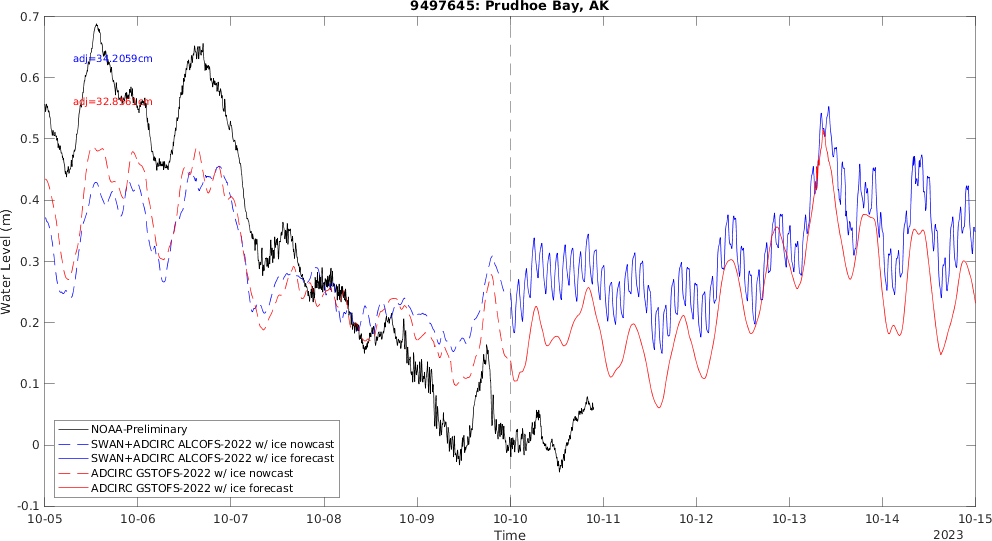 9497645: Prudhoe Bay, AK
0.7
0.6
0.5
0.4
0.3
0.2
0.1
0
-0.1
Water Level (m)
adj=34.2059cm
NOAA-Preliminary
SWAN+ADCIRC ALCOFS-2022 w/ ice nowcast
SWAN+ADCIRC ALCOFS-2022 w/ ice forecast
ADCIRC GSTOFS-2022 w/ ice nowcast
ADCIRC GSTOFS-2022 w/ ice forecast
10-05 10-06 10-07 10-08 10-09 10-10 10-11 10-12 10-13 10-14 10-15
Time
2023